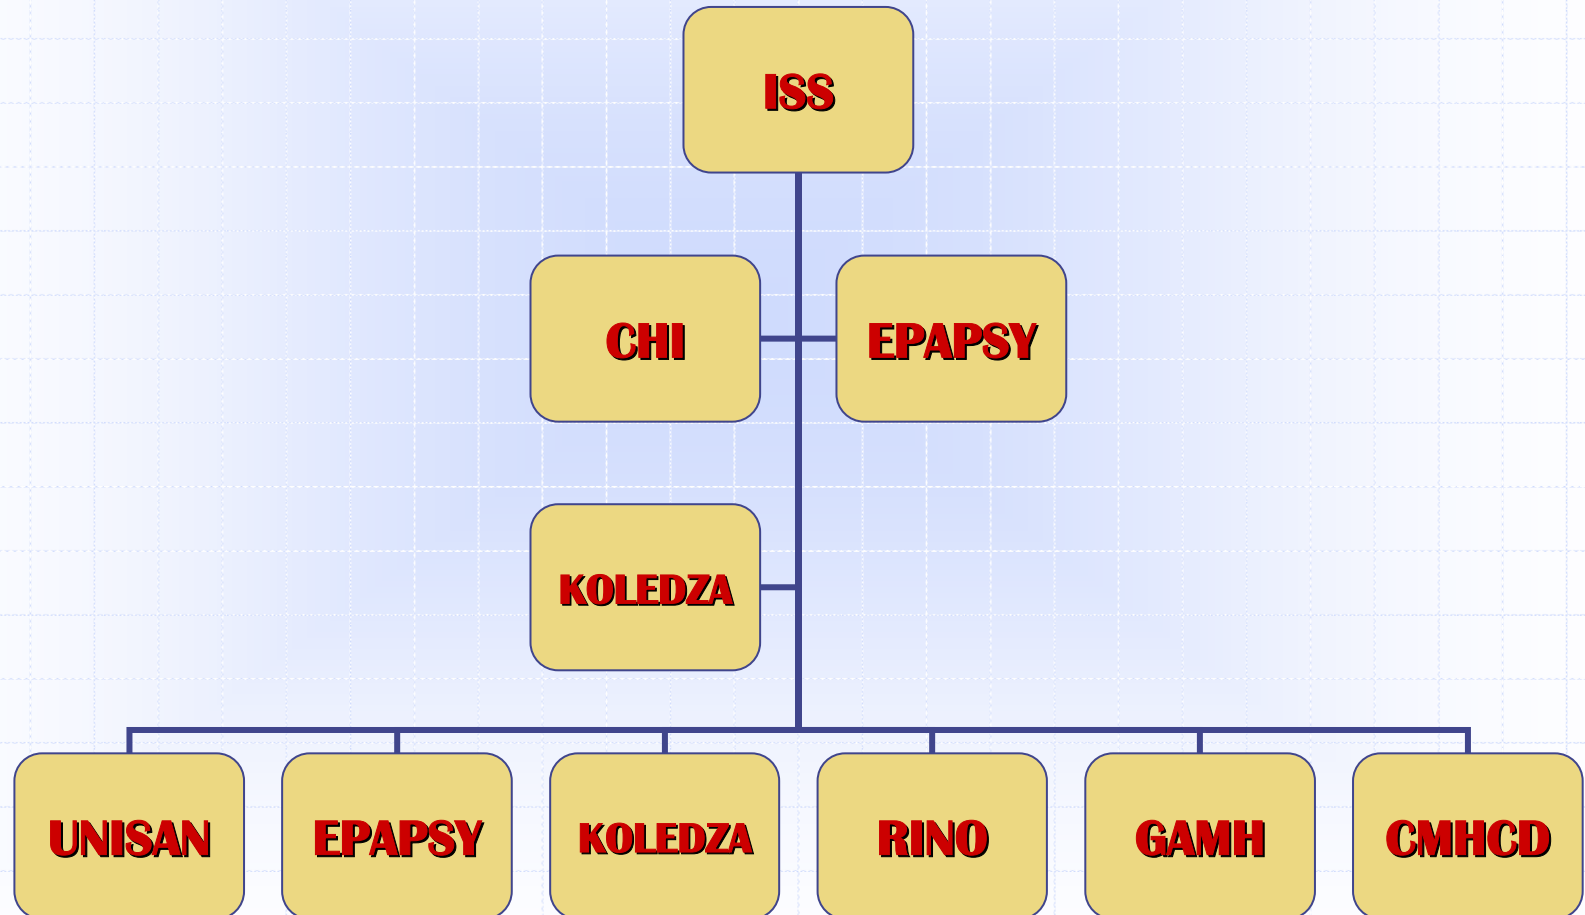 ISS
CHI
EPAPSY
KOLEDZA
UNISAN
EPAPSY
KOLEDZA
RINO
GAMH
CMHCD